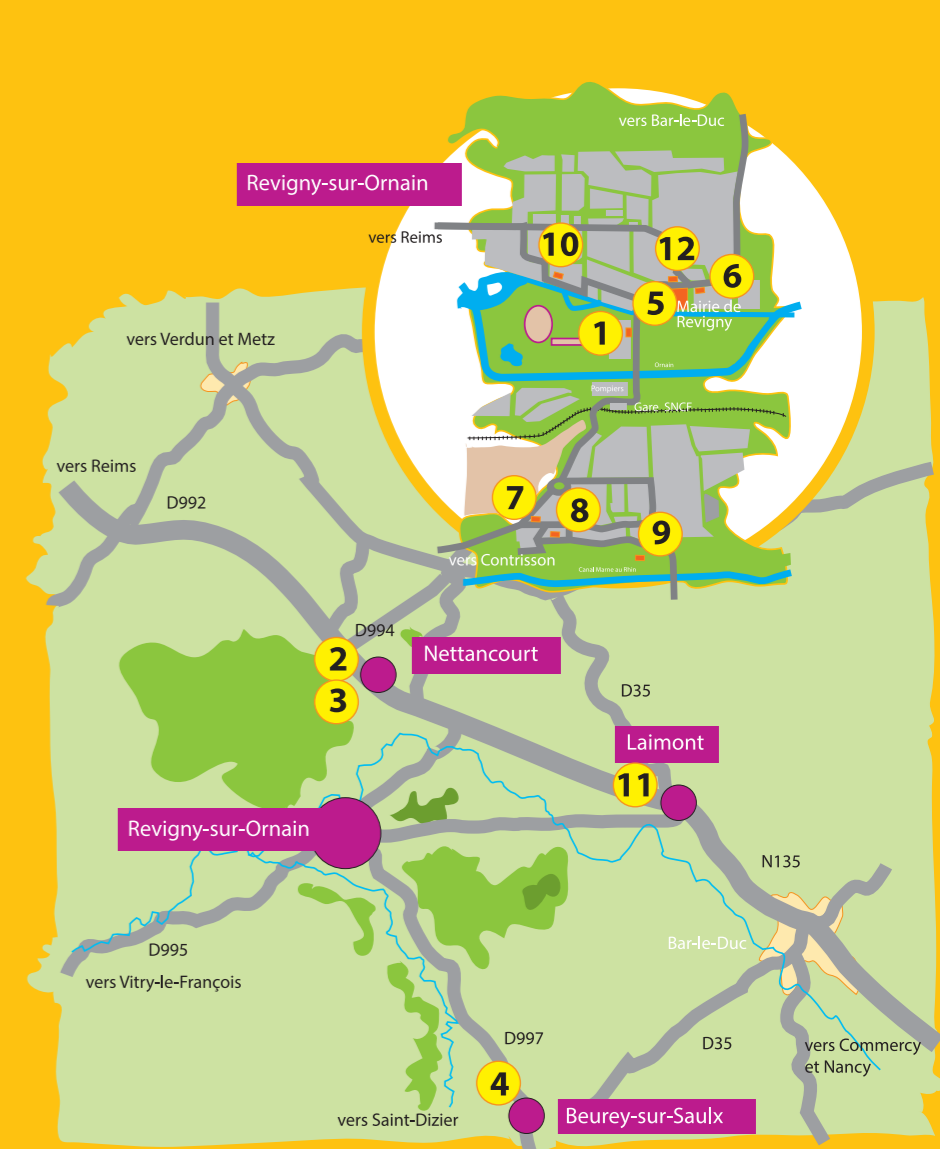 vers Bar-le-Duc
Revigny-sur-Ornain
vers Reims
10
12
6
5
Mairie de
Revigny
1
Ornain
Pompiers
Gare SNCF
7
8
9
vers Contrisson
Canal Marne au Rhin
vers Verdun et Metz
vers Reims
D992
D994
2
Nettancourt
3
D35
Laimont
11
Revigny-sur-Ornain
N135
Bar-le-Duc
D995
vers Vitry-le-François
D997
D35
vers Commercy
et Nancy
4
vers Saint-Dizier
Beurey-sur-Saulx